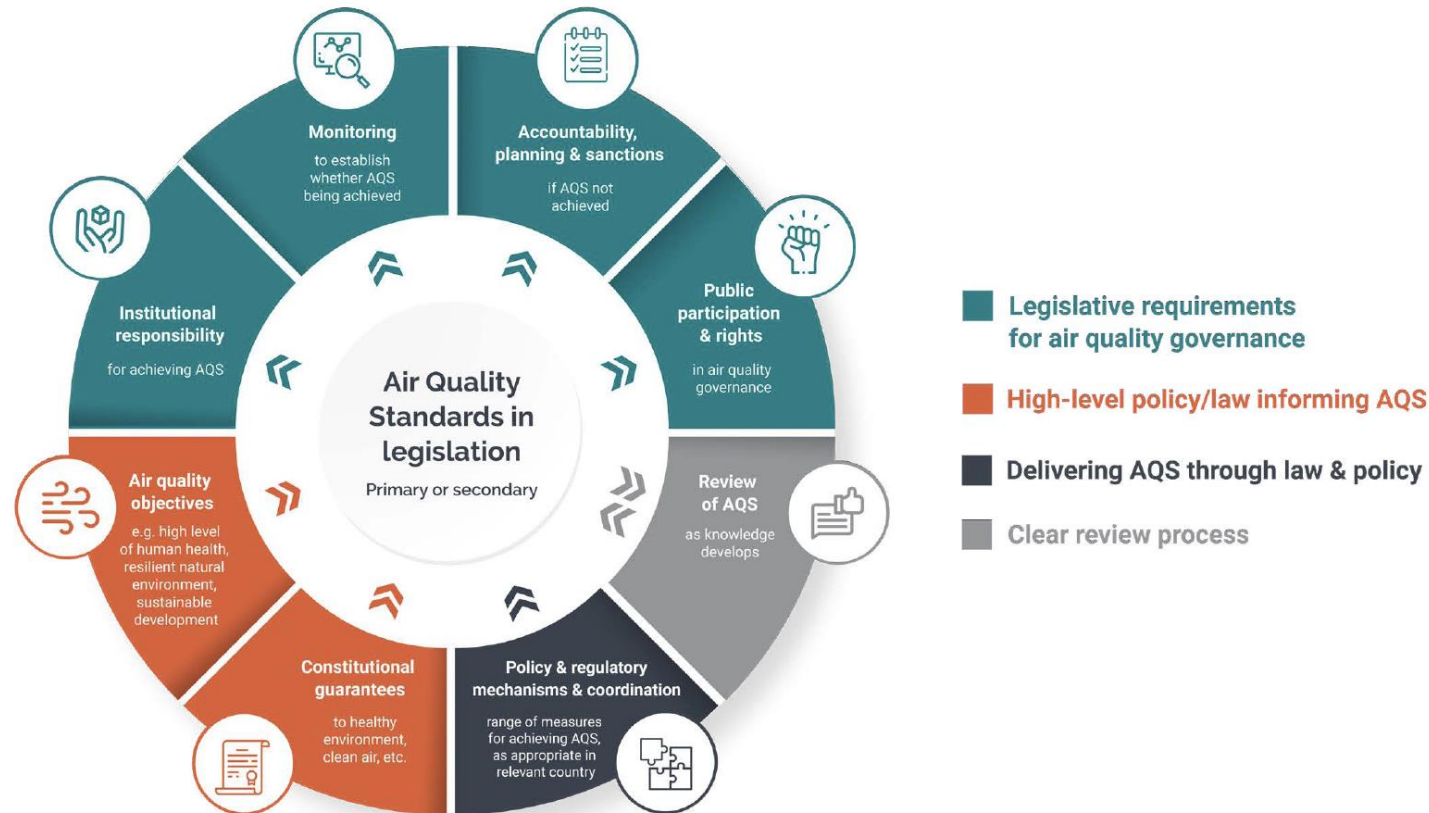 Monitoring
to establish
whether AQS
being achieved
Accountability,
planning & sanctions
if AQS not
achieved
Public
participation
& rights
in air quality
governance
Review
of AQS
as knowledge
develops
Policy & regulatory
mechanisms & coordination
range of measures
for achieving AQS,
as appropriate in
relevant country
Constitutional
guarantees
to healthy
environment,
clean air, etc.
Air quality
objectives
e.g. high level
of human health,
resilient natural
environment,
sustainable
development
Institutional
responsibility
for achieving AQS
Air Quality
Standards in
legislation
Primary or secondary
Legislative requirements
for air quality governance
High-level policy/law informing AQS
Delivering AQS through law & policy
Clear review process